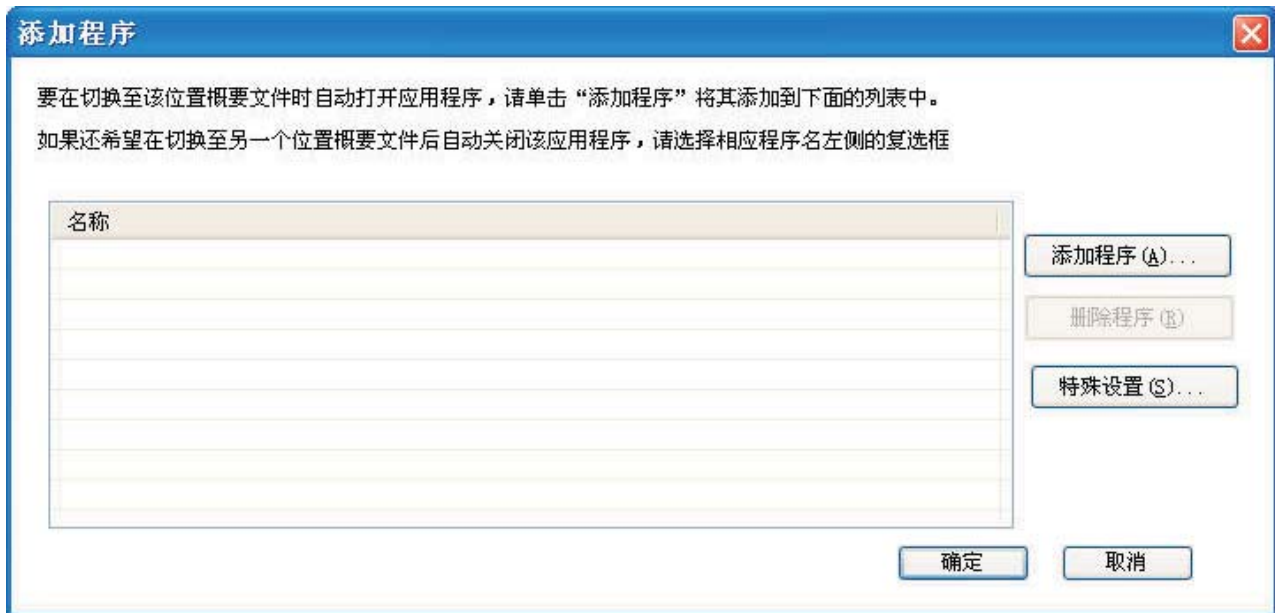 添加程序
要在切换至该位置概要文件时自动打开应用程序，请单击“添加程序”将其添加到下面的列表中。
如果还希望在切换至另一个位置概要文件后自动关闭该应用程序，请选择相应程序名左侧的复选框
名称
添加程序(A)...
删除程序(R)
特殊设置(S)...
确定
取消